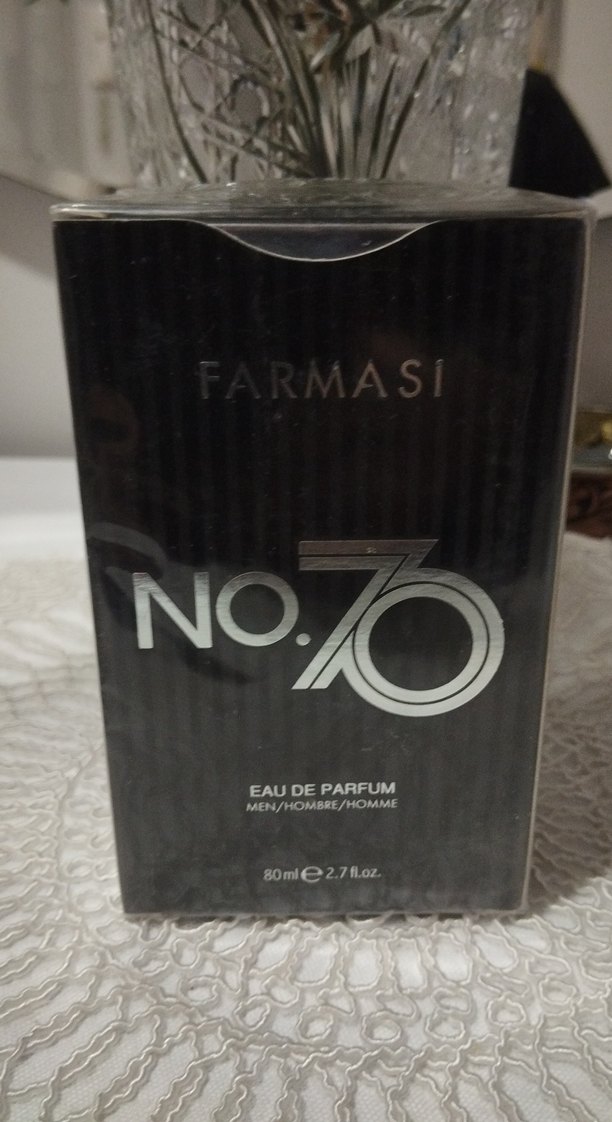 FARMASİ
NO.70
EAU DE PARFUM
MEN/HOMBRE/HOMME
80ml e 2.7 fl.oz.